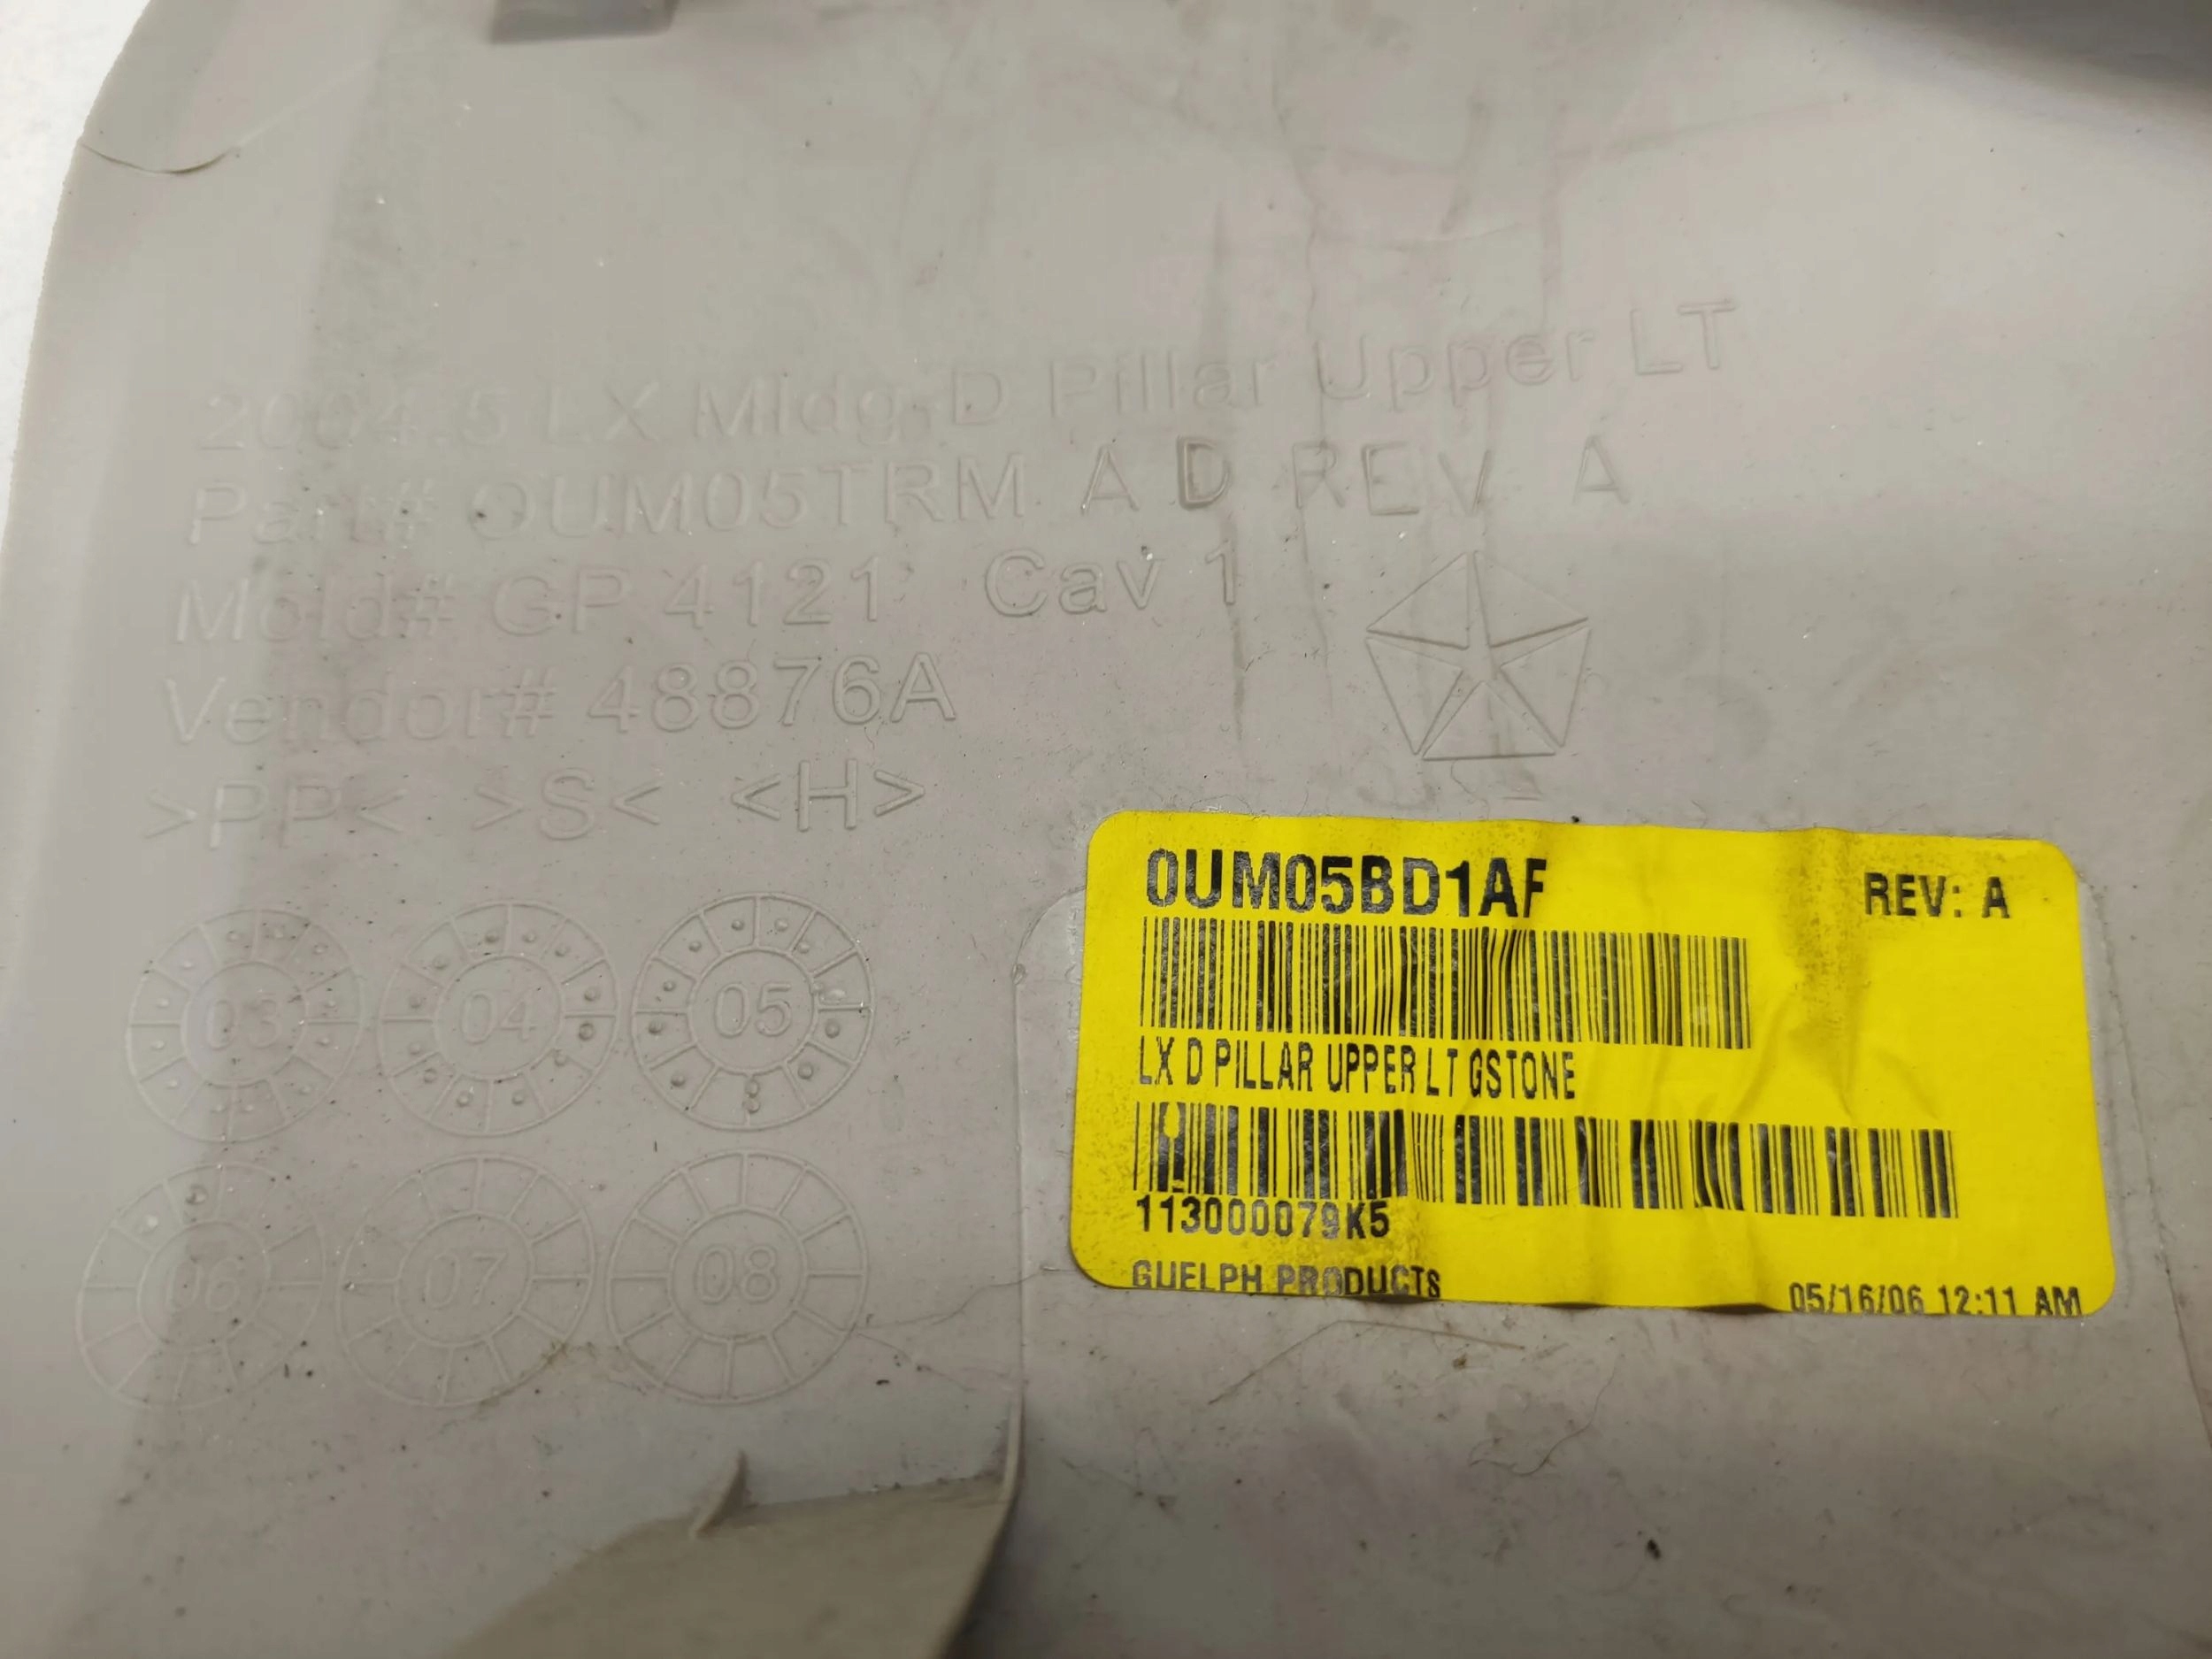 2004.5 LX Mldg-D Pillar Upper LT
Part# OUM05TRM A D REV A
Mold# GP 4121 Cav 1
Vendor# 48876A
>PP< >S< <H>
03 04 05
06 07 08
0UM05BD1AF REV: A
LX D PILLAR UPPER LT GSTONE
113000079K5
GUELPH PRODUCTS 05/16/06 12:11 AM